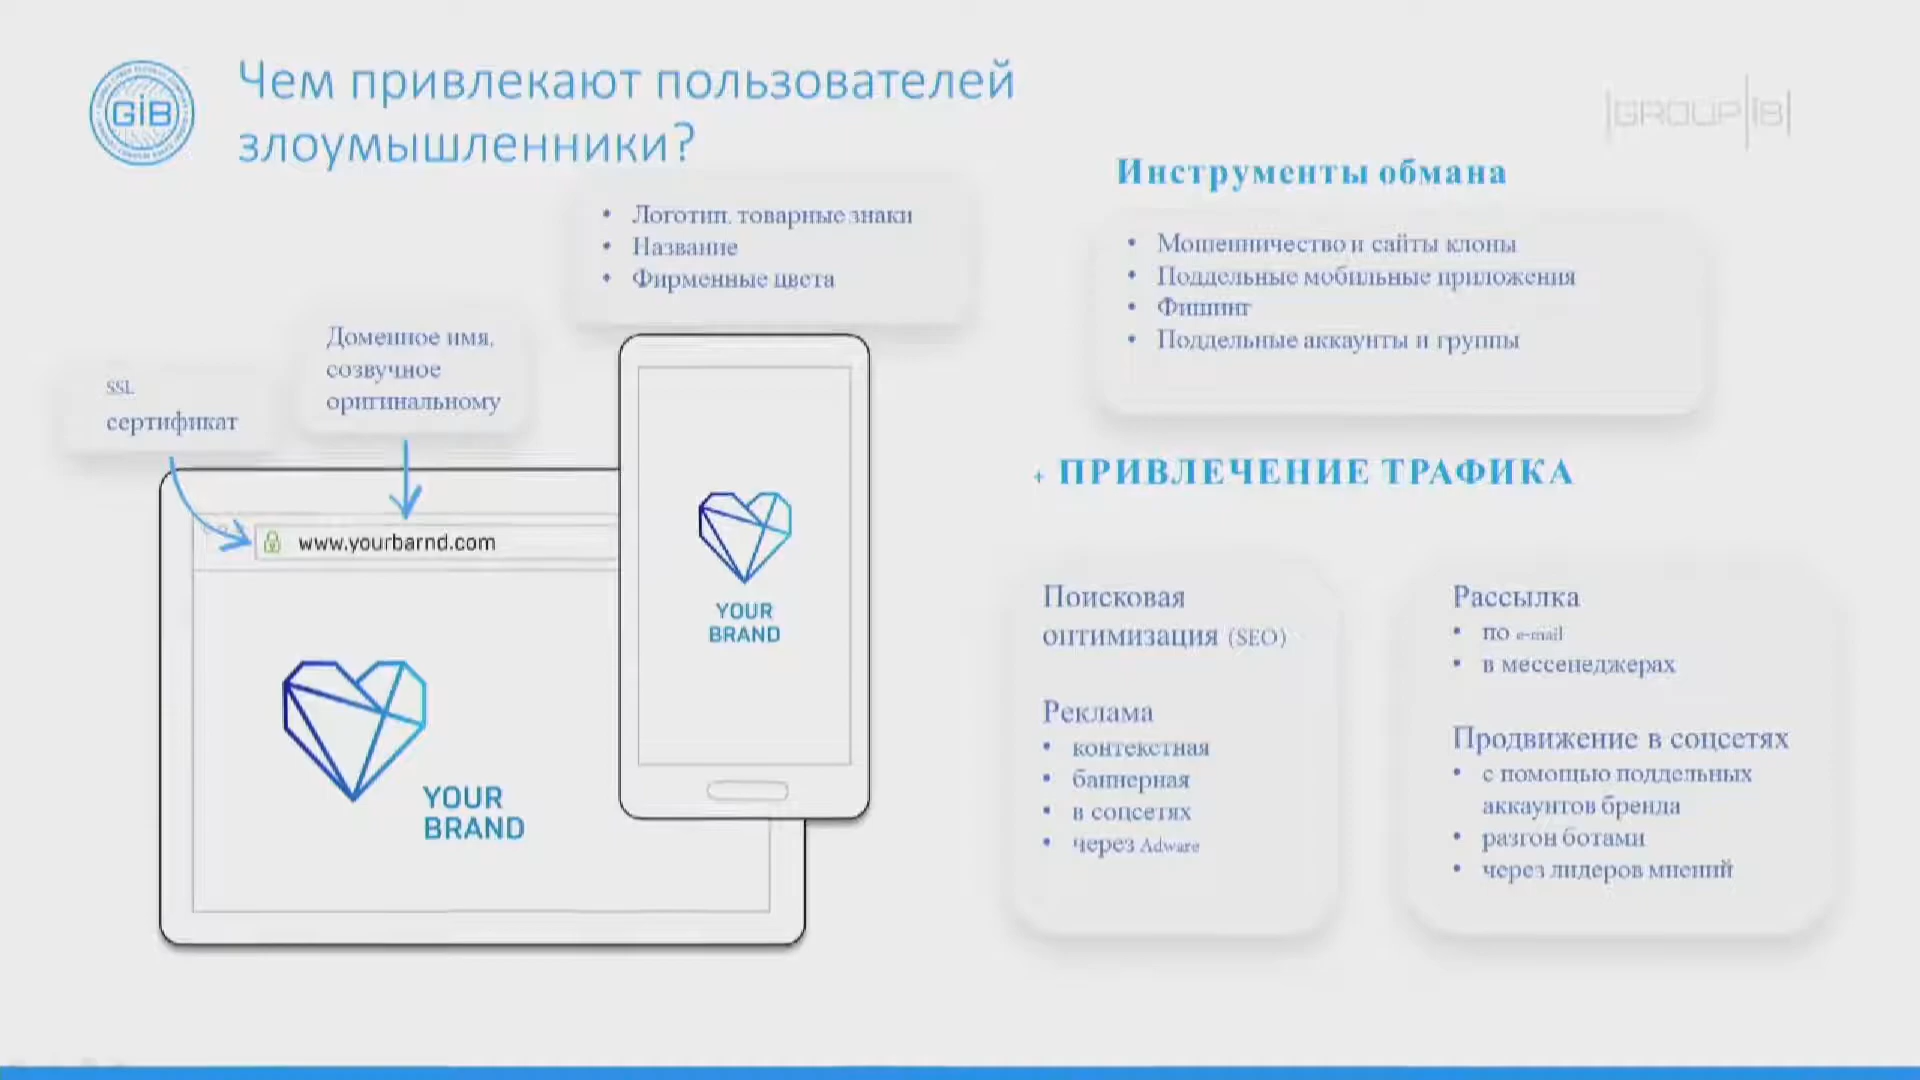 Чем привлекают пользователей
злоумышленники?
GiB
|GROUP|iB|
• Логотип, товарные знаки
• Название
• Фирменные цвета
Доменное имя,
созвучное
оригинальному
SSL
сертификат
www.yourbarnd.com
YOUR
BRAND
YOUR
BRAND
Инструменты обмана
• Мошенничество и сайты клоны
• Поддельные мобильные приложения
• Фишинг
• Поддельные аккаунты и группы
+ ПРИВЛЕЧЕНИЕ ТРАФИКА
Поисковая
оптимизация (SEO)
Реклама
• контекстная
• баннерная
• в соцсетях
• через Adware
Рассылка
• по e-mail
• в мессенеджерах
Продвижение в соцсетях
• с помощью поддельных
аккаунтов бренда
• разгон ботами
• через лидеров мнений